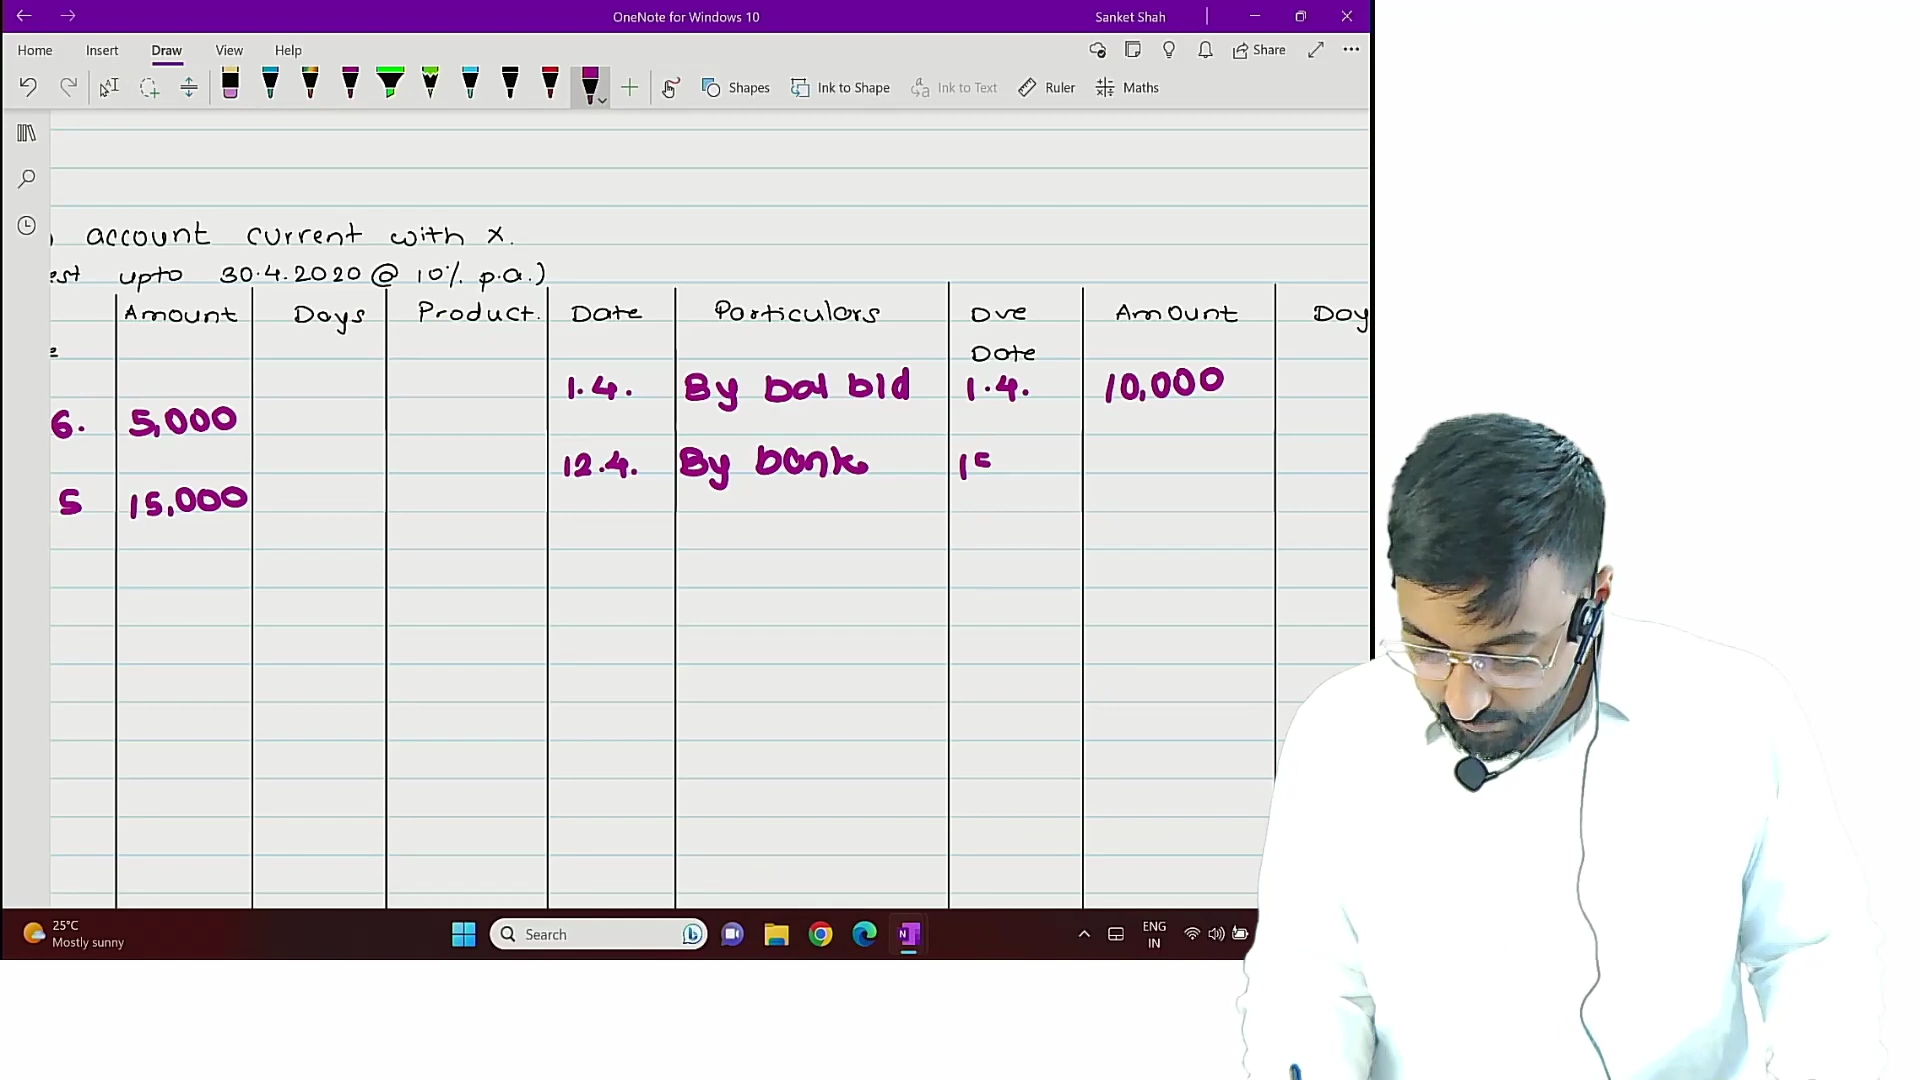 OneNote for Windows 10
Sanket Shah
Home Insert Draw View Help
Share
Shapes Ink to Shape Ink to Text Ruler Maths
account current with x.
est upto 30.4.2020 @ 10% p.a.)
Amount Days Product. Date Particulars Due Date Amount Day
1.4. By bal b/d 1.4. 10,000
6. 5,000
12.4. By bank 15
5 15,000
25°C
Mostly sunny
Search
ENG
IN